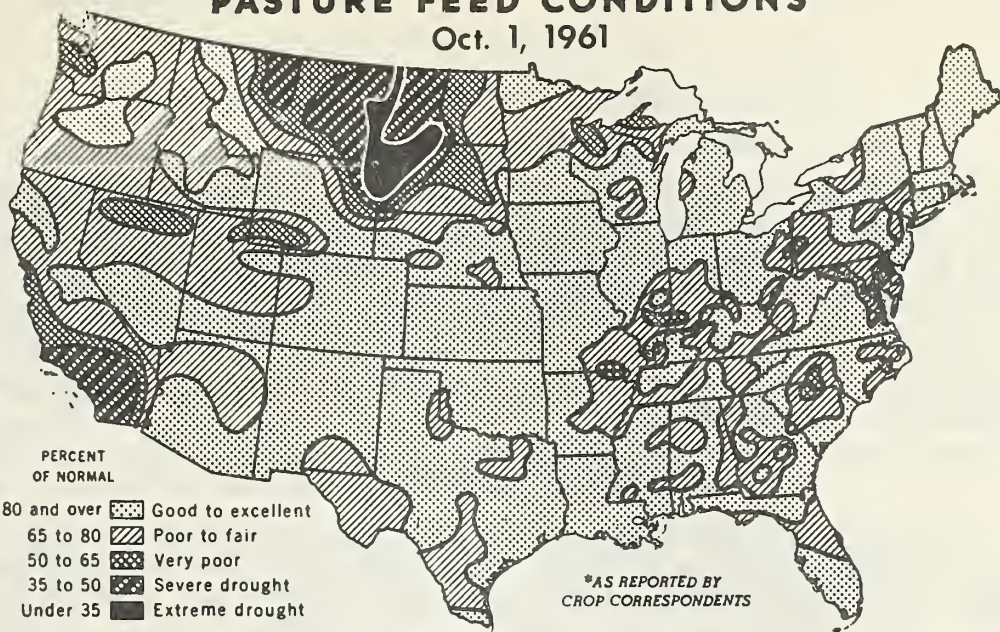 PASTURE FEED CONDITIONS
Oct. 1, 1961
PERCENT
OF NORMAL
80 and over Good to excellent
65 to 80 Poor to fair
50 to 65 Very poor
35 to 50 Severe drought
Under 35 Extreme drought
*AS REPORTED BY
CROP CORRESPONDENTS